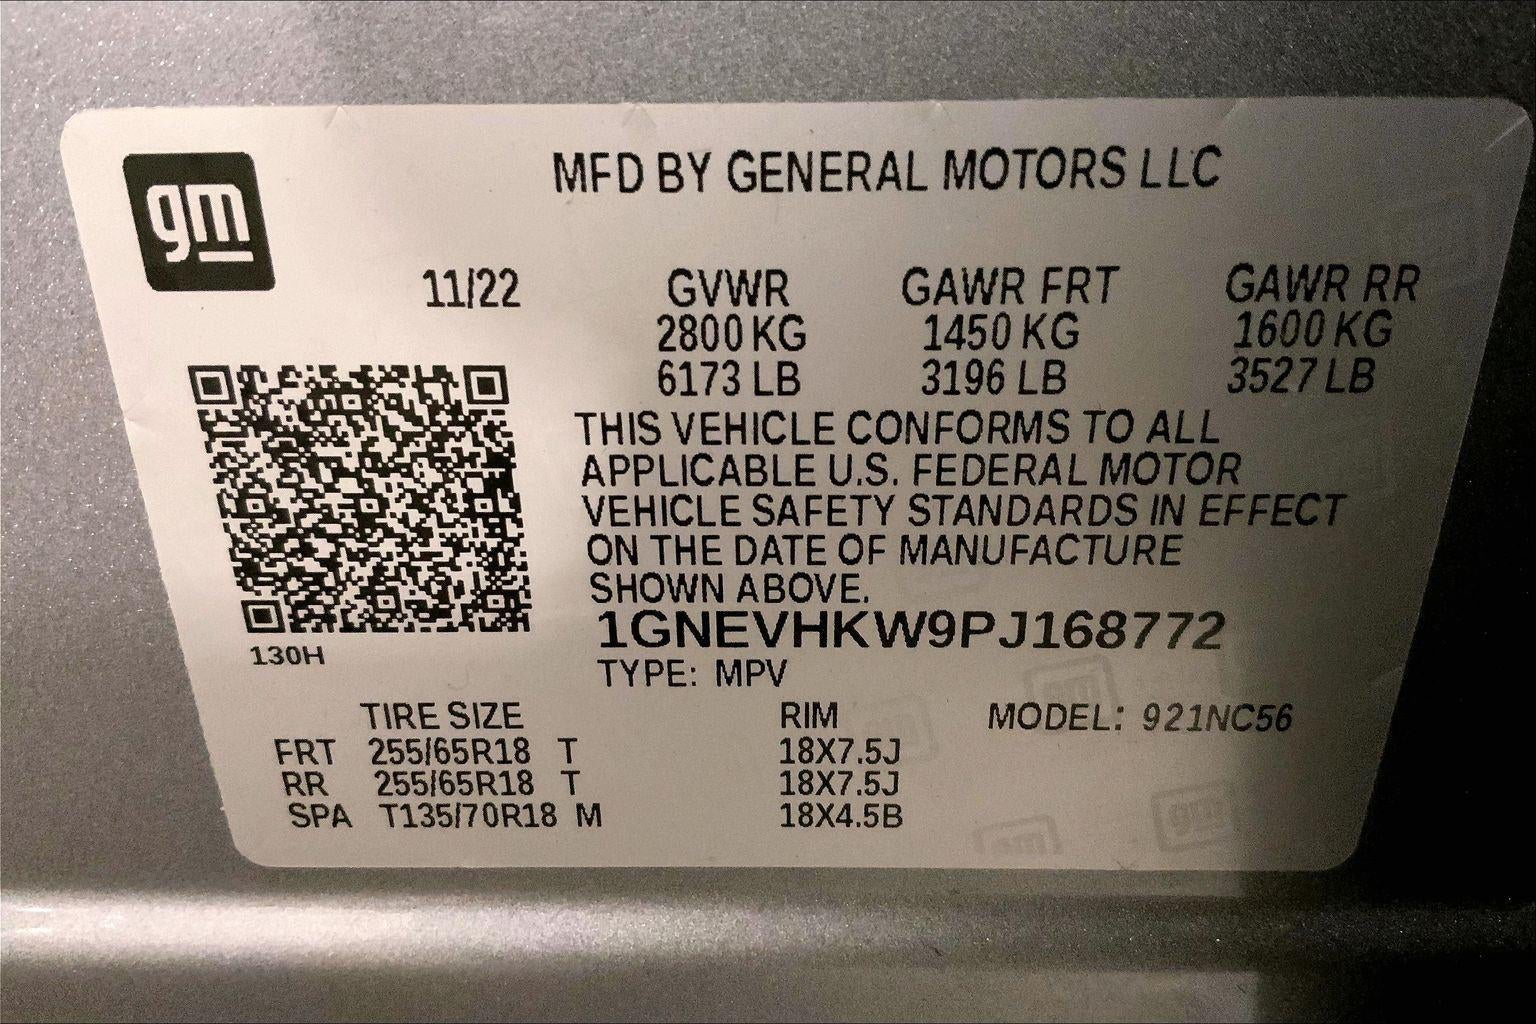 gm
MFD BY GENERAL MOTORS LLC
11/22 GVWR GAWR FRT GAWR RR
2800 KG 1450 KG 1600 KG
6173 LB 3196 LB 3527 LB
THIS VEHICLE CONFORMS TO ALL
APPLICABLE U.S. FEDERAL MOTOR
VEHICLE SAFETY STANDARDS IN EFFECT
ON THE DATE OF MANUFACTURE
SHOWN ABOVE.
1GNEVHKW9PJ168772
130H
TYPE: MPV
TIRE SIZE RIM MODEL: 921NC56
FRT 255/65R18 T 18X7.5J
RR 255/65R18 T 18X7.5J
SPA T135/70R18 M 18X4.5B
gm
gm
gm